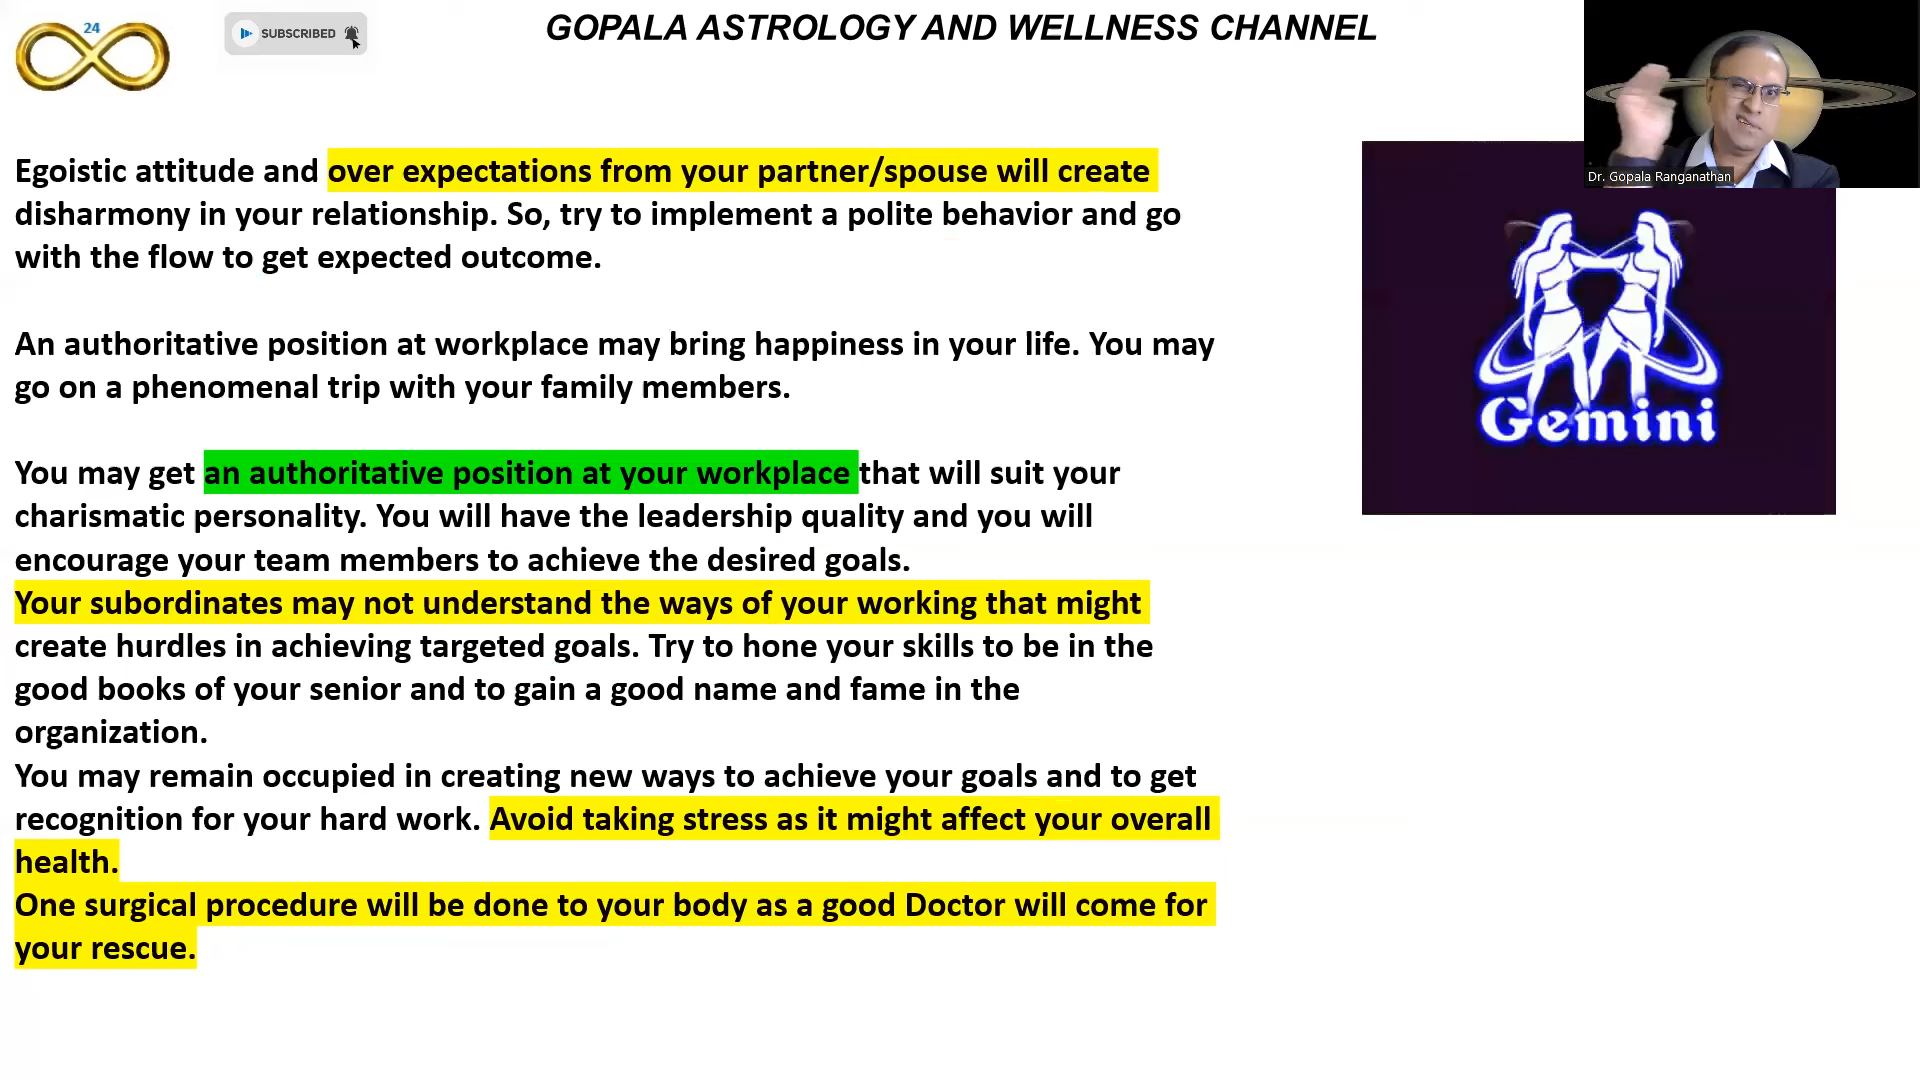 24
SUBSCRIBED
GOPALA ASTROLOGY AND WELLNESS CHANNEL
Dr. Gopala Ranganathan
Egoistic attitude and over expectations from your partner/spouse will create
disharmony in your relationship. So, try to implement a polite behavior and go
with the flow to get expected outcome.
An authoritative position at workplace may bring happiness in your life. You may
go on a phenomenal trip with your family members.
You may get an authoritative position at your workplace that will suit your
charismatic personality. You will have the leadership quality and you will
encourage your team members to achieve the desired goals.
Your subordinates may not understand the ways of your working that might
create hurdles in achieving targeted goals. Try to hone your skills to be in the
good books of your senior and to gain a good name and fame in the
organization.
You may remain occupied in creating new ways to achieve your goals and to get
recognition for your hard work. Avoid taking stress as it might affect your overall
health.
One surgical procedure will be done to your body as a good Doctor will come for
your rescue.
Gemini